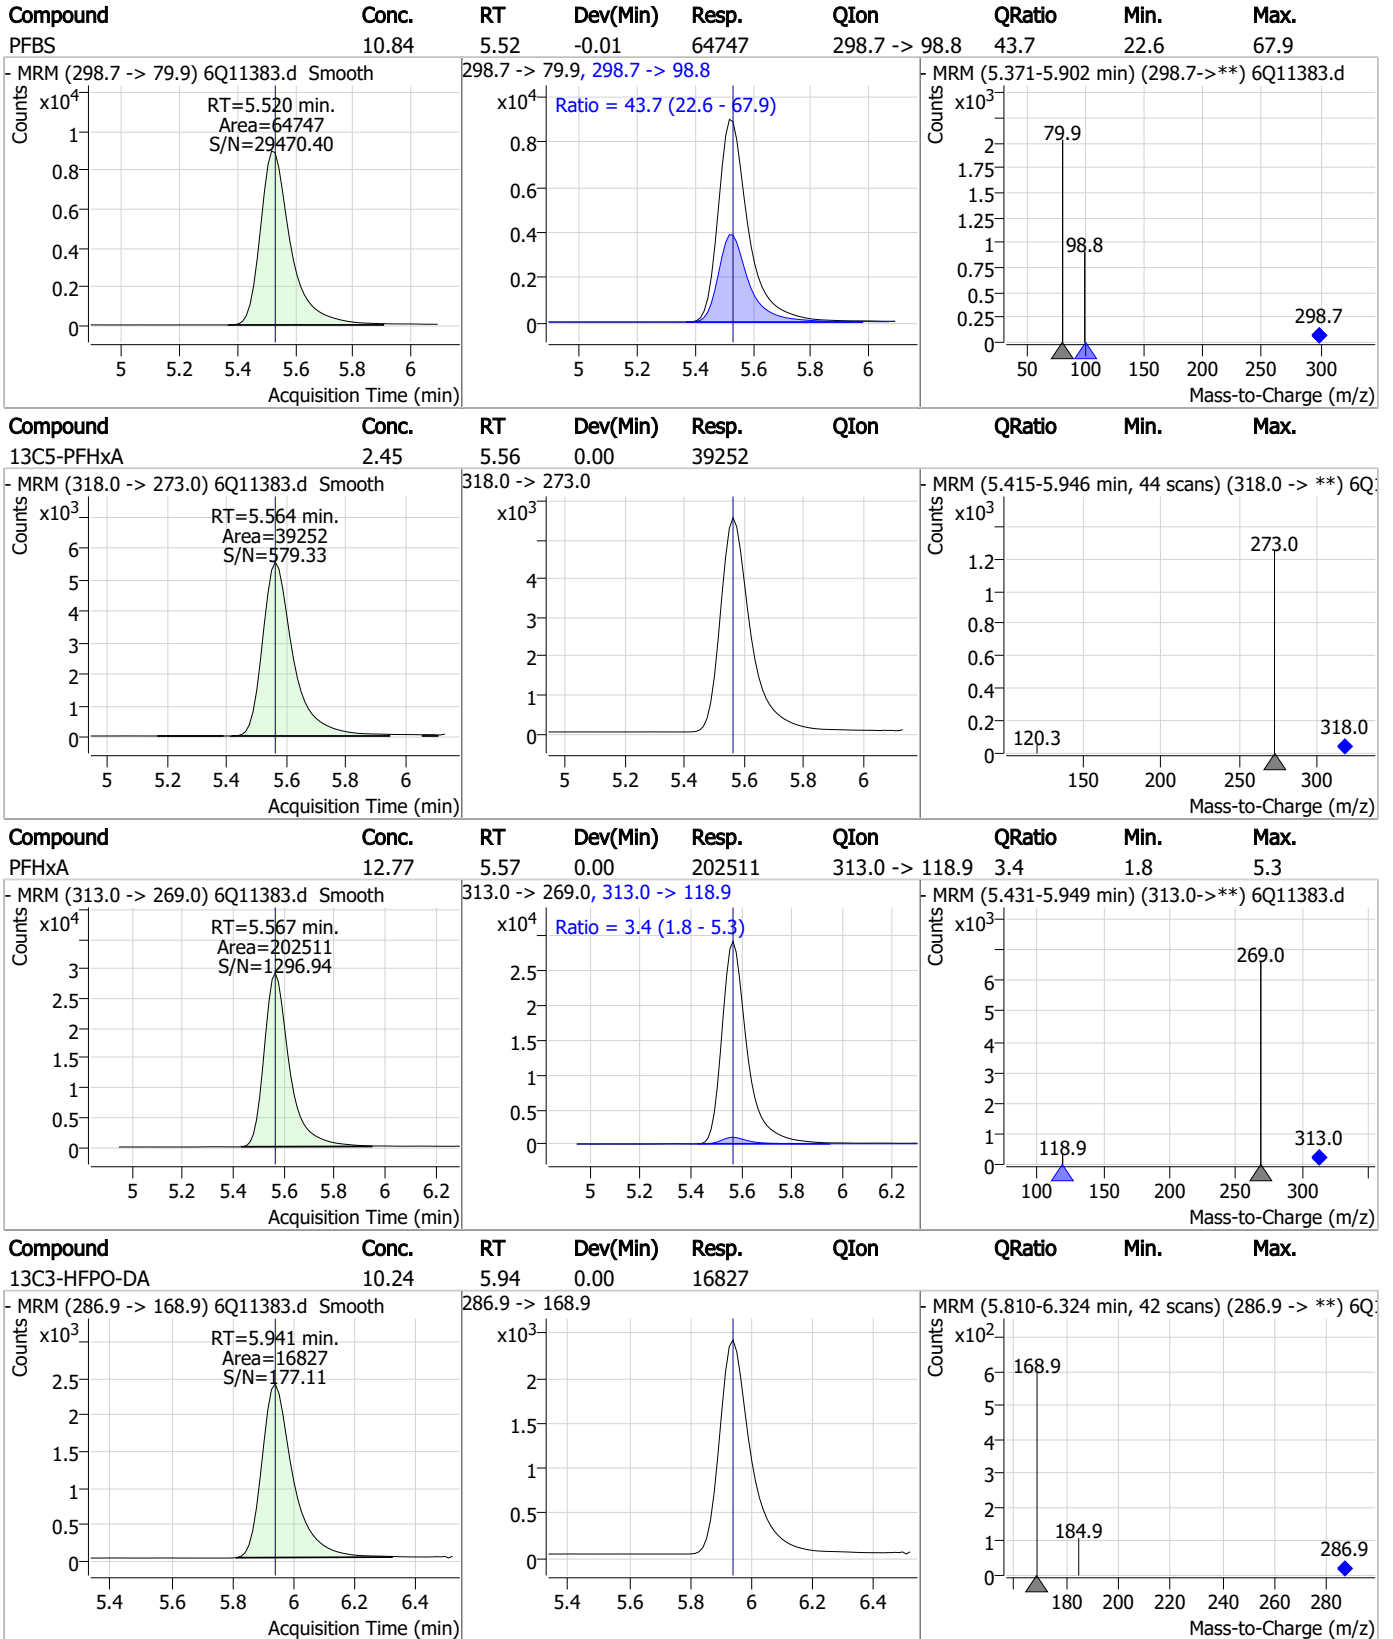 Compound Conc. RT Dev(Min) Resp. QIon QRatio Min. Max.
PFBS 10.84 5.52 -0.01 64747 298.7 -> 98.8 43.7 22.6 67.9
- MRM (298.7 -> 79.9) 6Q11383.d Smooth
Counts
x10^4
RT=5.520 min.
Area=64747
S/N=29470.40
1
0.8
0.6
0.4
0.2
0
5 5.2 5.4 5.6 5.8 6
Acquisition Time (min)
298.7 -> 79.9, 298.7 -> 98.8
x10^4
Ratio = 43.7 (22.6 - 67.9)
0.8
0.6
0.4
0.2
0
5 5.2 5.4 5.6 5.8 6
- MRM (5.371-5.902 min) (298.7->**) 6Q11383.d
Counts
x10^3
79.9
98.8
298.7
2
1.75
1.5
1.25
1
0.75
0.5
0.25
0
50 100 150 200 250 300
Mass-to-Charge (m/z)
Compound Conc. RT Dev(Min) Resp. QIon QRatio Min. Max.
13C5-PFHxA 2.45 5.56 0.00 39252
- MRM (318.0 -> 273.0) 6Q11383.d Smooth
Counts
x10^3
RT=5.564 min.
Area=39252
S/N=579.33
6
5
4
3
2
1
0
5 5.2 5.4 5.6 5.8 6
Acquisition Time (min)
318.0 -> 273.0
x10^3
4
3
2
1
0
5 5.2 5.4 5.6 5.8 6
- MRM (5.415-5.946 min, 44 scans) (318.0 -> **) 6Q1
Counts
x10^3
273.0
120.3
318.0
1.2
1
0.8
0.6
0.4
0.2
0
150 200 250 300
Mass-to-Charge (m/z)
Compound Conc. RT Dev(Min) Resp. QIon QRatio Min. Max.
PFHxA 12.77 5.57 0.00 202511 313.0 -> 118.9 3.4 1.8 5.3
- MRM (313.0 -> 269.0) 6Q11383.d Smooth
Counts
x10^4
RT=5.567 min.
Area=202511
S/N=1296.94
3
2.5
2
1.5
1
0.5
0
5 5.2 5.4 5.6 5.8 6 6.2
Acquisition Time (min)
313.0 -> 269.0, 313.0 -> 118.9
x10^4
Ratio = 3.4 (1.8 - 5.3)
2.5
2
1.5
1
0.5
0
5 5.2 5.4 5.6 5.8 6 6.2
- MRM (5.431-5.949 min) (313.0->**) 6Q11383.d
Counts
x10^3
269.0
118.9
313.0
6
5
4
3
2
1
0
100 150 200 250 300
Mass-to-Charge (m/z)
Compound Conc. RT Dev(Min) Resp. QIon QRatio Min. Max.
13C3-HFPO-DA 10.24 5.94 0.00 16827
- MRM (286.9 -> 168.9) 6Q11383.d Smooth
Counts
x10^3
RT=5.941 min.
Area=16827
S/N=177.11
2.5
2
1.5
1
0.5
0
5.4 5.6 5.8 6 6.2 6.4
Acquisition Time (min)
286.9 -> 168.9
x10^3
2
1.5
1
0.5
0
5.4 5.6 5.8 6 6.2 6.4
- MRM (5.810-6.324 min, 42 scans) (286.9 -> **) 6Q1
Counts
x10^2
168.9
184.9
286.9
6
5
4
3
2
1
0
180 200 220 240 260 280
Mass-to-Charge (m/z)